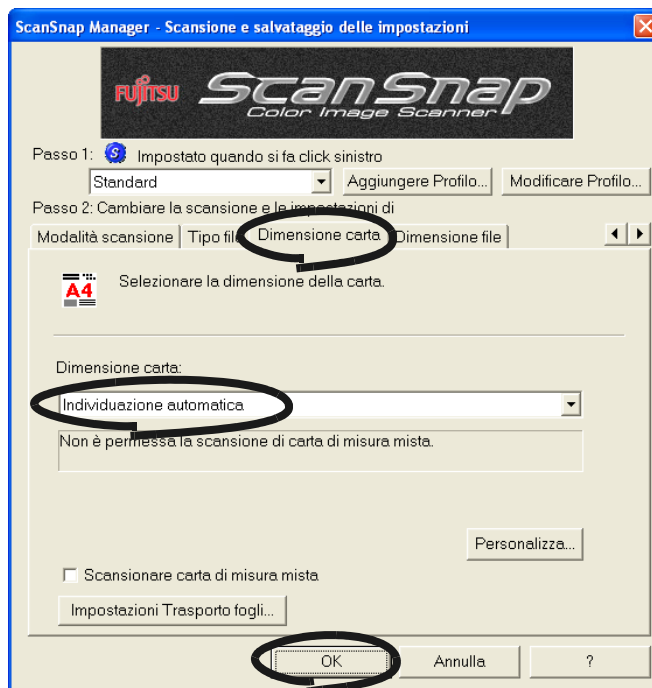 ScanSnap Manager - Scansione e salvataggio delle impostazioni
FUJITSU ScanSnap
Color Image Scanner
Passo 1: S Impostato quando si fa click sinistro
Standard Aggiungere Profilo... Modificare Profilo...
Passo 2: Cambiare la scansione e le impostazioni di
Modalità scansione Tipo file Dimensione carta Dimensione file
A4 Selezionare la dimensione della carta.
Dimensione carta:
Individuazione automatica
Non è permessa la scansione di carta di misura mista.
Personalizza...
Scansionare carta di misura mista
Impostazioni Trasporto fogli...
OK Annulla ?